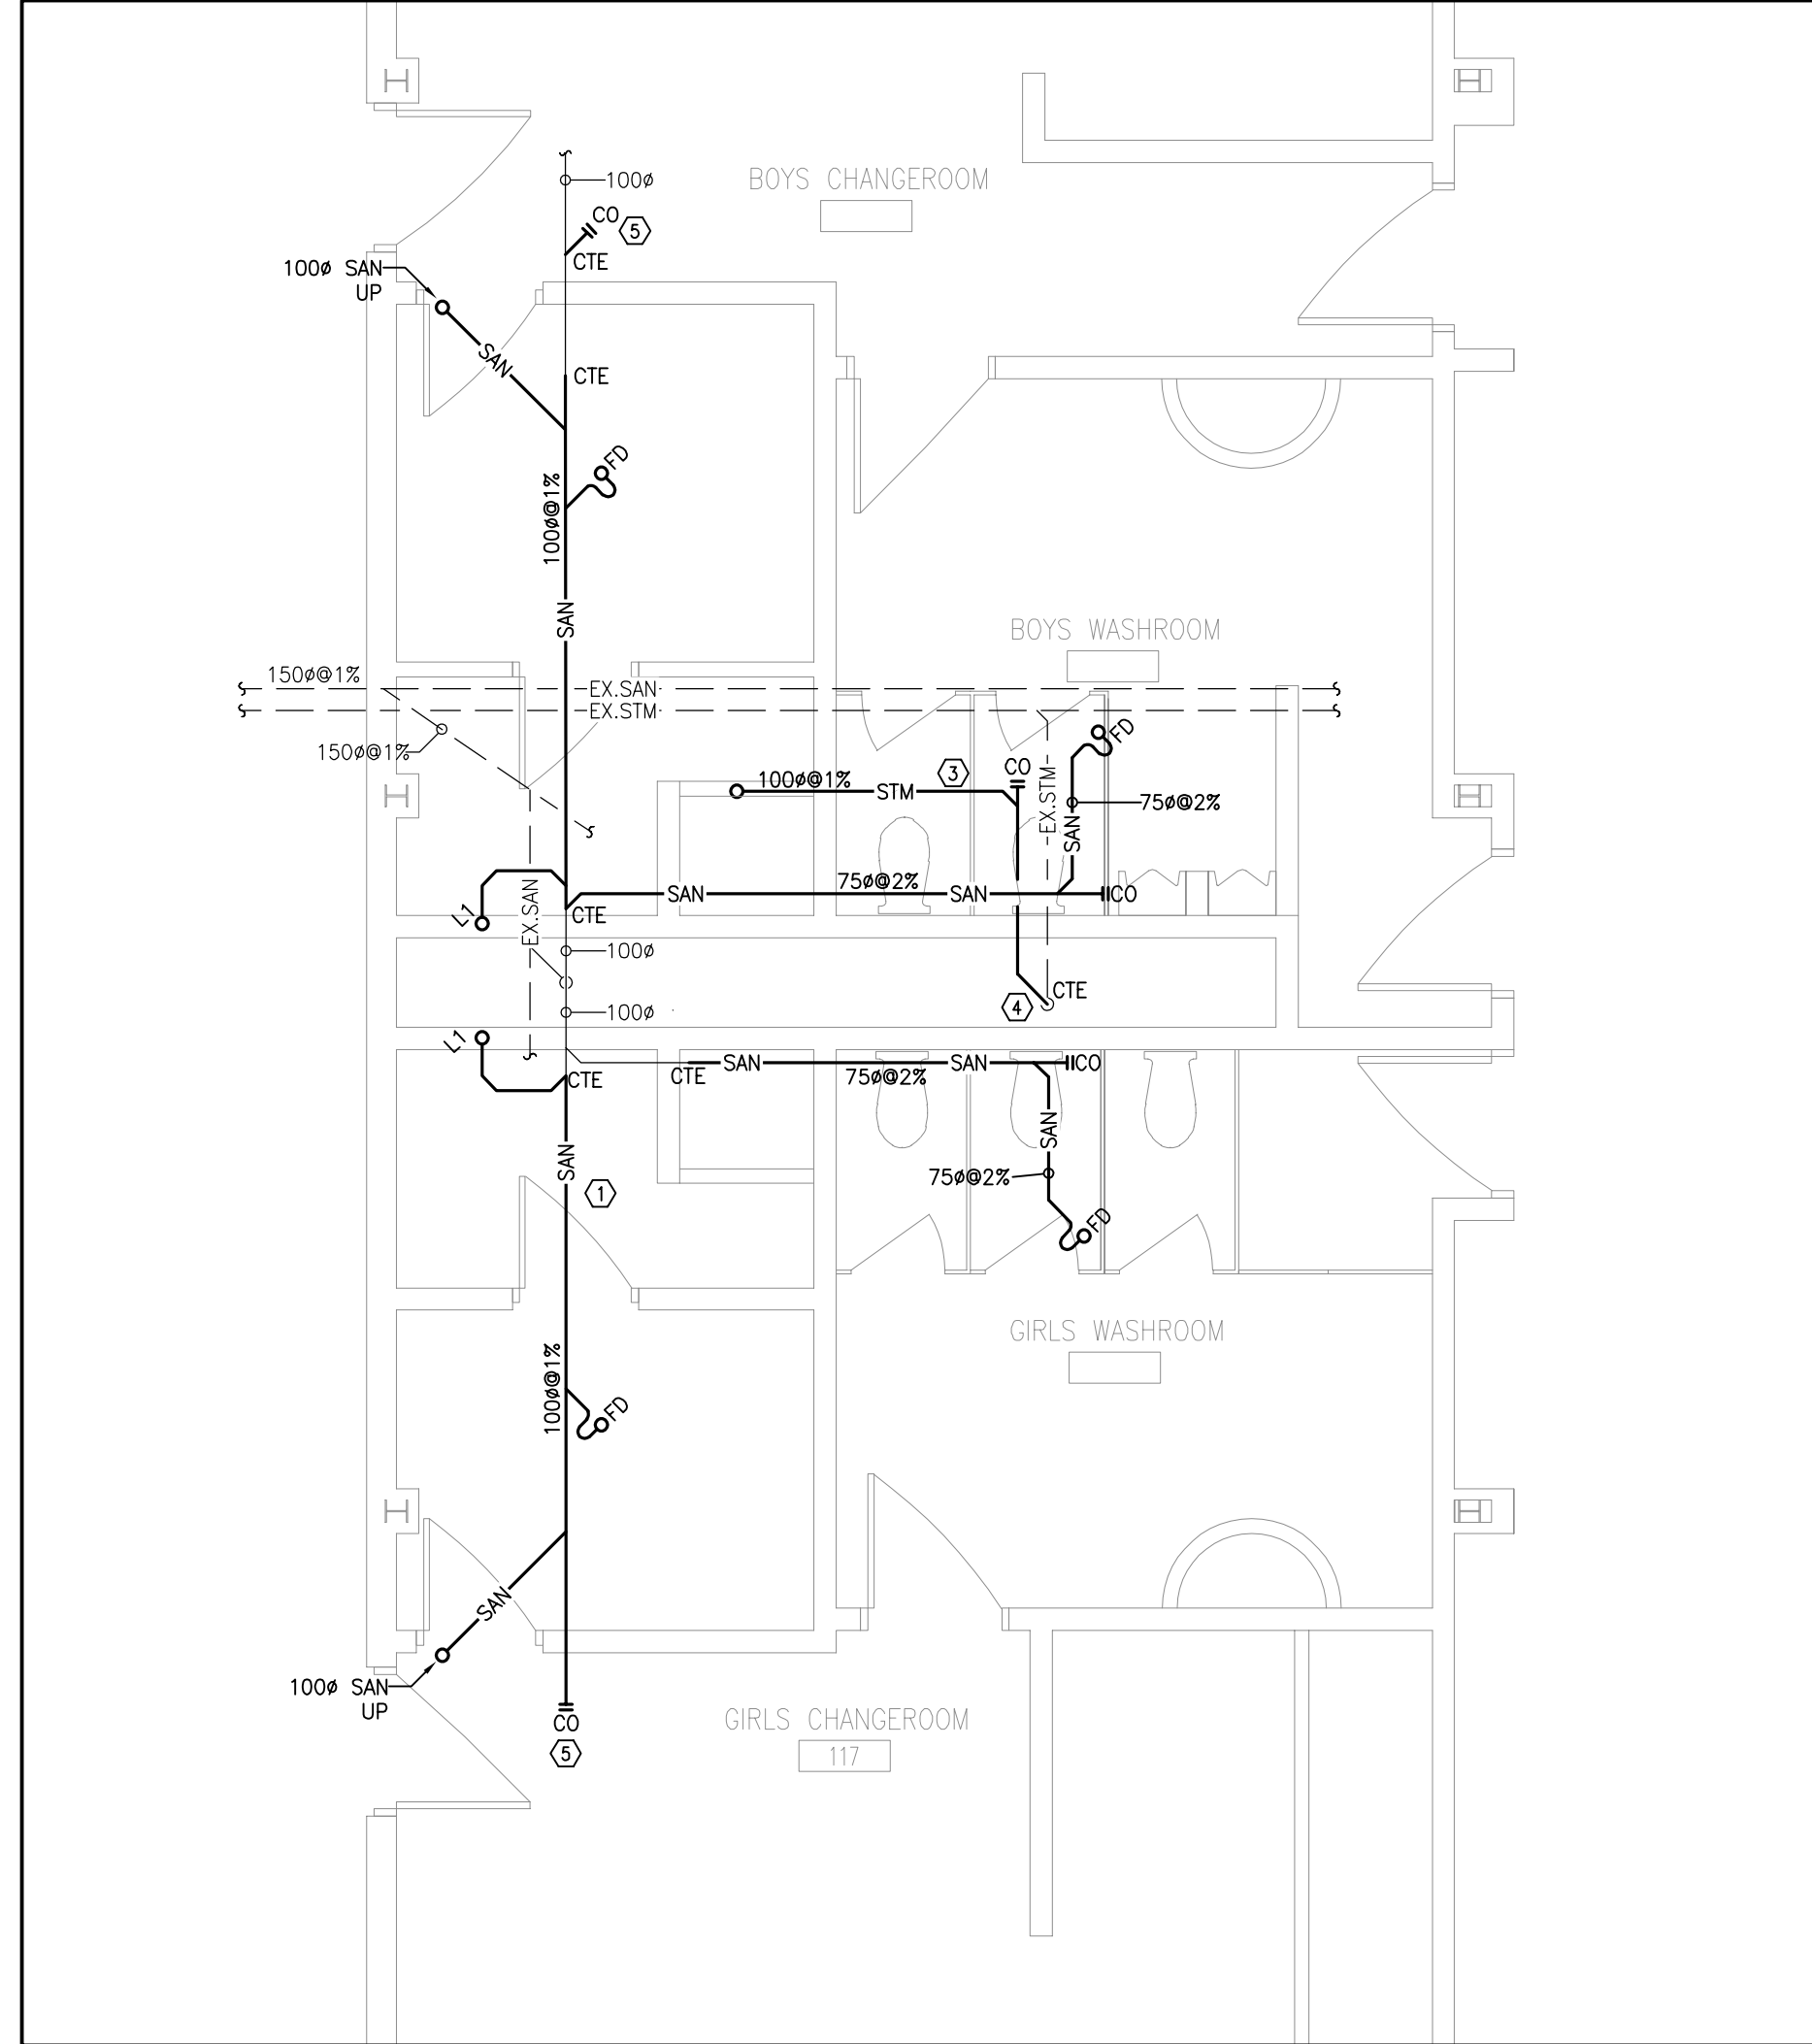 BOYS CHANGEROOM
100ø
CO
5
CTE
100ø SAN
UP
SAN
CTE
FD
100ø@1%
SAN
BOYS WASHROOM
150ø@1%
EX.SAN
EX.STM
150ø@1%
FD
100ø@1%
3
CO
STM
EX.STM
75ø@2%
SAN
75ø@2%
SAN
SAN
CO
L1
CTE
EX.SAN
100ø
CTE
4
100ø
L1
SAN
SAN
CO
CTE
CTE
75ø@2%
SAN
SAN
1
75ø@2%
FD
GIRLS WASHROOM
100ø@1%
FD
SAN
100ø SAN
UP
CO
5
GIRLS CHANGEROOM
117